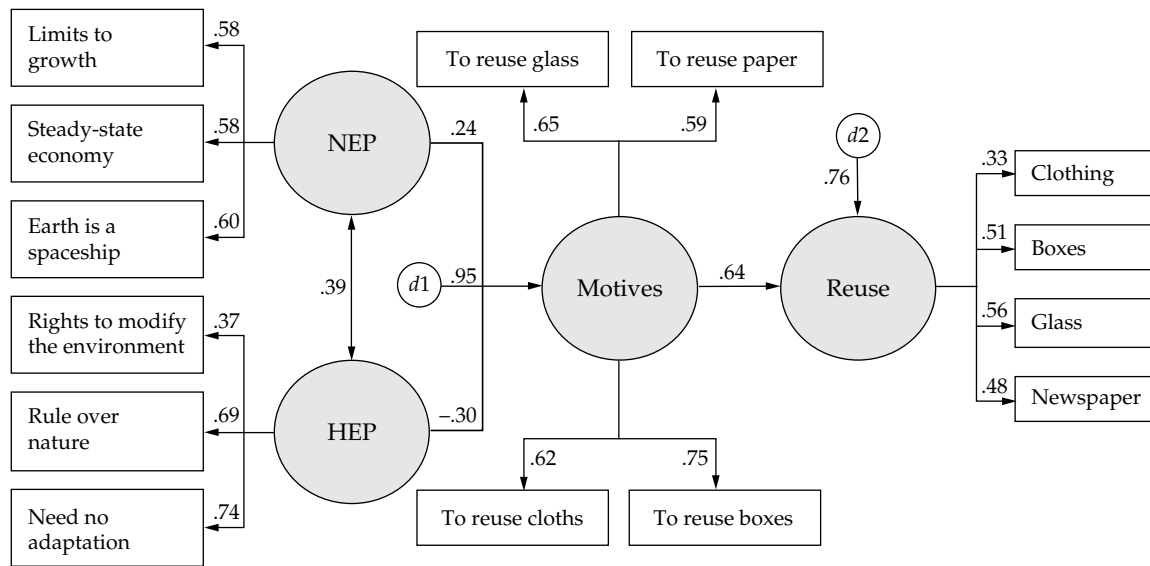 Limits to
growth
.58
Steady-state
economy
.58
Earth is a
spaceship
.60
Rights to modify
the environment
.37
Rule over
nature
.69
Need no
adaptation
.74
NEP
.24
.39
HEP
–.30
d1
.95
To reuse glass
.65
To reuse paper
.59
Motives
.64
To reuse cloths
.62
To reuse boxes
.75
d2
.76
Reuse
.33
Clothing
.51
Boxes
.56
Glass
.48
Newspaper